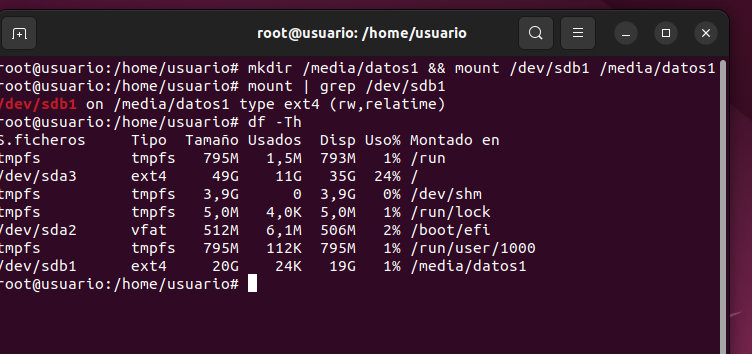 root@usuario: /home/usuario
root@usuario:/home/usuario# mkdir /media/datos1 && mount /dev/sdb1 /media/datos1
root@usuario:/home/usuario# mount | grep /dev/sdb1
/dev/sdb1 on /media/datos1 type ext4 (rw,relatime)
root@usuario:/home/usuario# df -Th
S.ficheros Tipo Tamaño Usados Disp Uso% Montado en
tmpfs tmpfs 795M 1,5M 793M 1% /run
/dev/sda3 ext4 49G 11G 35G 24% /
tmpfs tmpfs 3,9G 0 3,9G 0% /dev/shm
tmpfs tmpfs 5,0M 4,0K 5,0M 1% /run/lock
/dev/sda2 vfat 512M 6,1M 506M 2% /boot/efi
tmpfs tmpfs 795M 112K 795M 1% /run/user/1000
/dev/sdb1 ext4 20G 24K 19G 1% /media/datos1
root@usuario:/home/usuario#